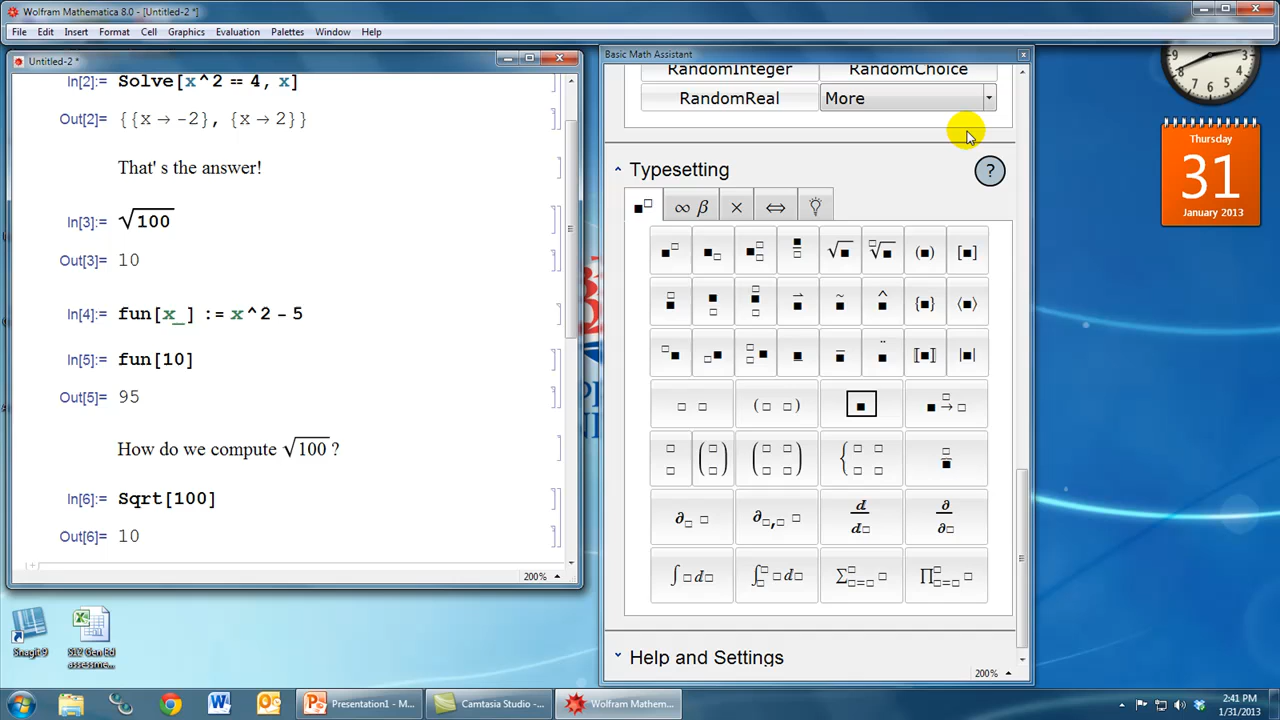 Wolfram Mathematica 8.0 - [Untitled-2 *]
File Edit Insert Format Cell Graphics Evaluation Palettes Window Help
Untitled-2 *
In[2]:= Solve[x^2 == 4, x]
Out[2]= {{x → -2}, {x → 2}}
That' s the answer!
In[3]:= √100
Out[3]= 10
In[4]:= fun[x_] := x^2 - 5
In[5]:= fun[10]
Out[5]= 95
How do we compute √100 ?
In[6]:= Sqrt[100]
Out[6]= 10
200%
Basic Math Assistant
RandomInteger RandomChoice
RandomReal More
Typesetting
?
∞ β × ⇔
∂□ □ ∂□,□ □ d/d□ ∂/∂□
∫□d□ ∫□d□ Σ□=□ □ Π□=□ □
Help and Settings
200%
Thursday
31
January 2013
Snagit 9
S12 Gen Ed
assessme...
Presentation1 - M...
Camtasia Studio -...
Wolfram Mathem...
2:41 PM
1/31/2013